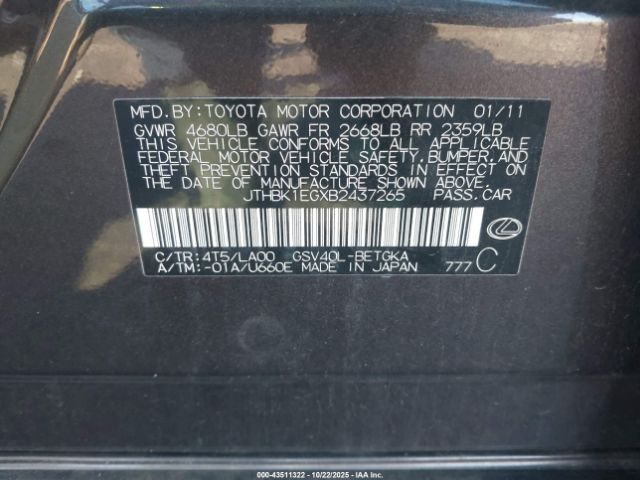 MFD.BY:TOYOTA MOTOR CORPORATION 01/11
GVWR 4680LB GAWR FR 2668LB RR 2359LB
THIS VEHICLE CONFORMS TO ALL APPLICABLE
FEDERAL MOTOR VEHICLE SAFETY,BUMPER,AND
THEFT PREVENTION STANDARDS IN EFFECT ON
THE DATE OF MANUFACTURE SHOWN ABOVE.
JTHBK1EGXB2437265 PASS.CAR
C/TR:4T5/LA00 GSV40L-BETGKA
A/TM:-01A/U660E MADE IN JAPAN 777 C
000-43511322 - 10/22/2025 - IAA, Inc.